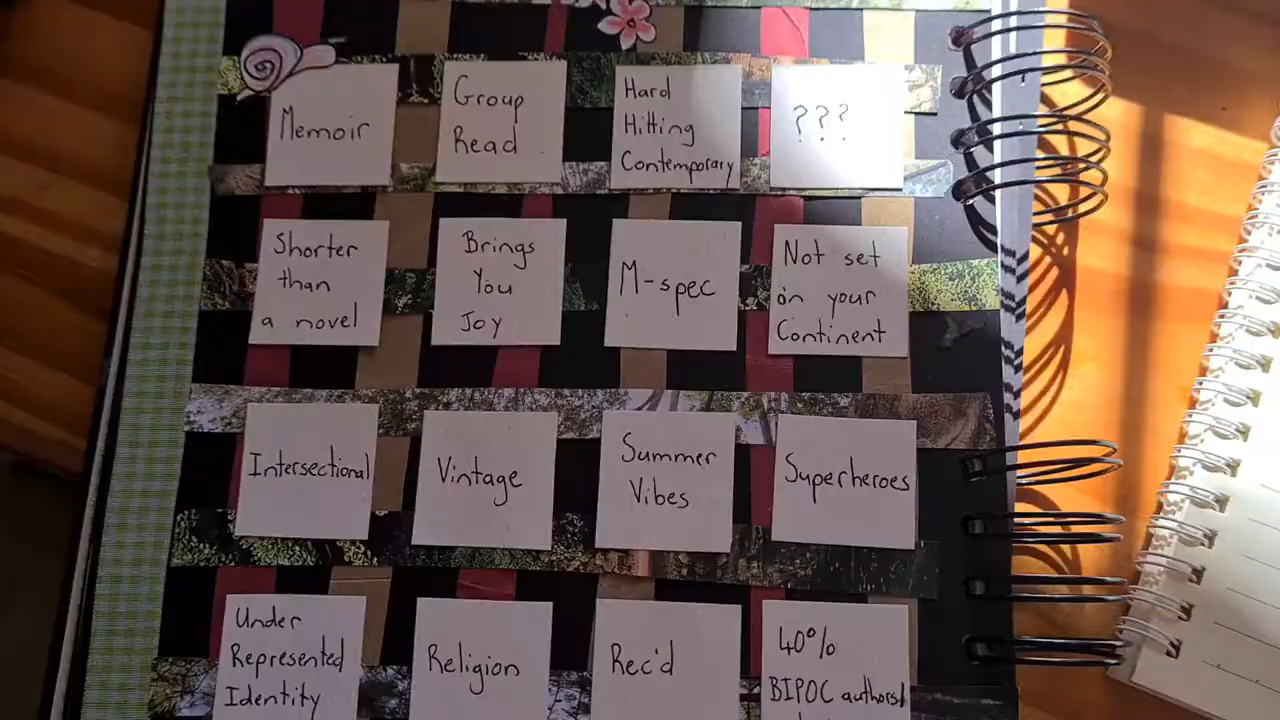 Memoir
Group
Read
Hard
Hitting
Contemporary
???
Shorter
than
a novel
Brings
You
Joy
M-spec
Not set
on your
Continent
Intersectional
Vintage
Summer
Vibes
Superheroes
Under
Represented
Identity
Religion
Rec'd
40%
BIPOC authors/